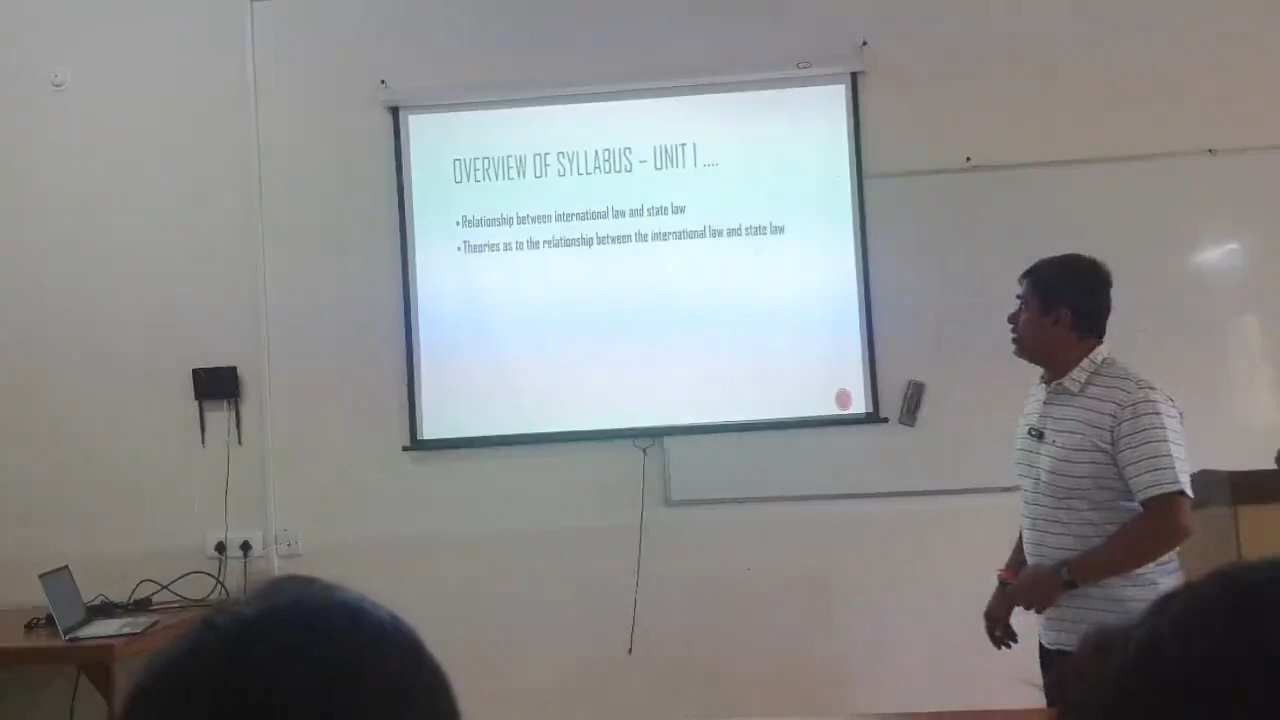 OVERVIEW OF SYLLABUS – UNIT I ....
▪Relationship between international law and state law
▪Theories as to the relationship between the international law and state law